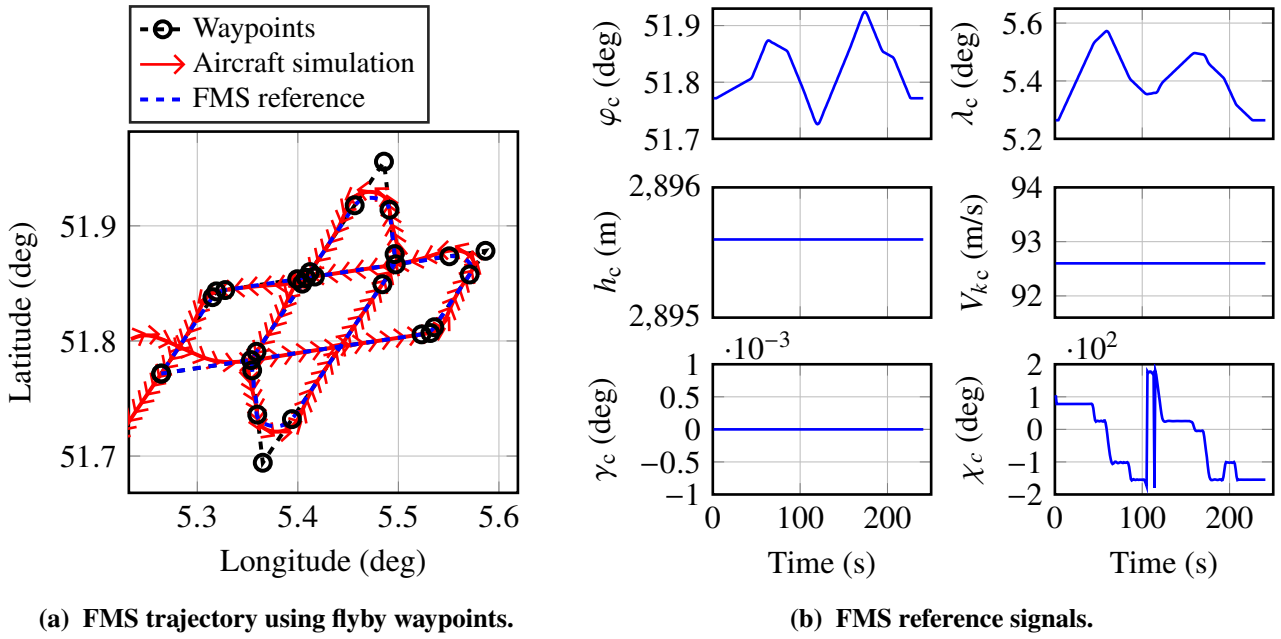 Waypoints
Aircraft simulation
FMS reference
51.9
51.8
51.7
Latitude (deg)
5.3 5.4 5.5 5.6
Longitude (deg)
(a) FMS trajectory using flyby waypoints.
51.9
51.8
51.7
φc (deg)
5.6
5.4
5.2
λc (deg)
2,896
2,895
hc (m)
94
93
92
Vkc (m/s)
·10−3
1
0.5
0
−0.5
−1
γc (deg)
0 100 200
Time (s)
·10²
2
1
0
−1
−2
χc (deg)
0 100 200
Time (s)
(b) FMS reference signals.